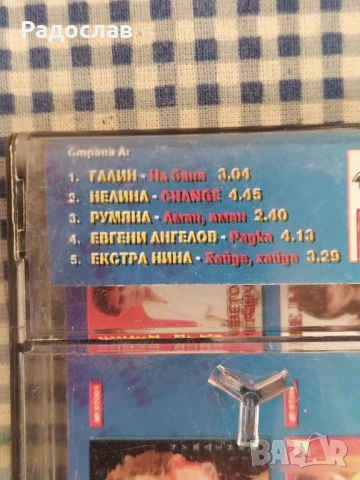 Радослав
Страна А:
1. ГАЛИН - На баня 3.04
2. НЕЛИНА - CHANGE 4.45
3. РУМЯНА - Аман, аман 2.40
4. ЕВГЕНИ АНГЕЛОВ - Радка 4.13
5. ЕКСТРА НИНА - Хайде, хайде 3.29
BAZAR